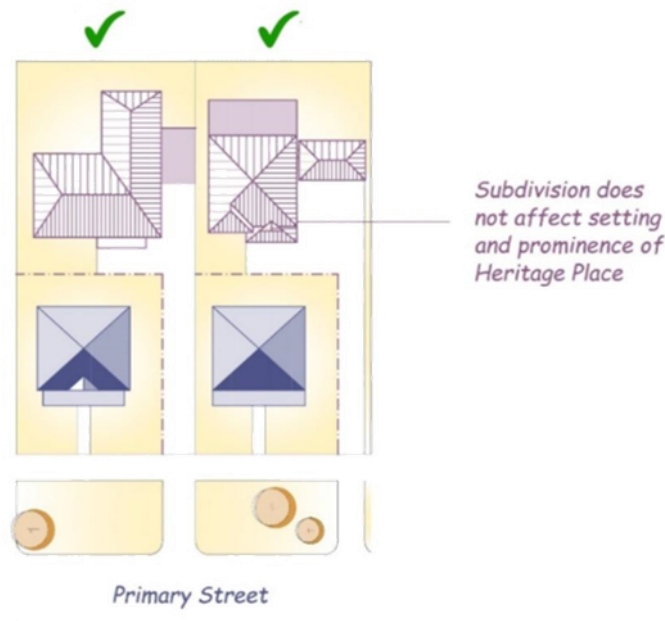 Subdivision does
not affect setting
and prominence of
Heritage Place
Primary Street